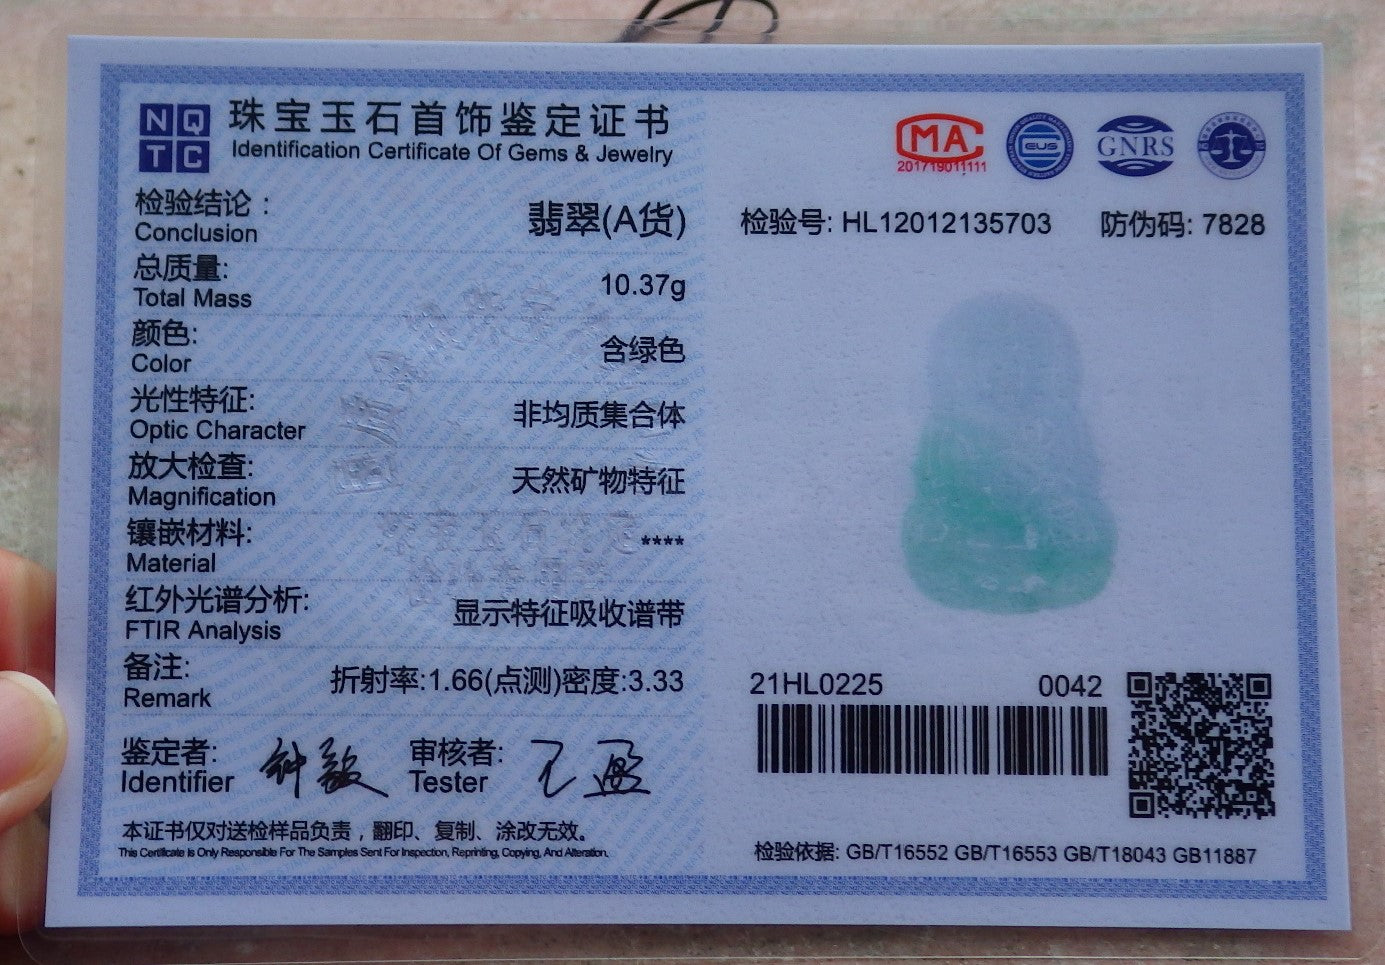 NQTC
珠宝玉石首饰鉴定证书
Identification Certificate Of Gems & Jewelry
检验结论：
Conclusion
翡翠(A货)
总质量:
Total Mass
10.37g
颜色:
Color
含绿色
光性特征:
Optic Character
非均质集合体
放大检查:
Magnification
天然矿物特征
镶嵌材料:
Material
****
红外光谱分析:
FTIR Analysis
显示特征吸收谱带
备注:
Remark
折射率:1.66(点测)密度:3.33
鉴定者:
Identifier
审核者:
Tester
本证书仅对送检样品负责，翻印、复制、涂改无效。
This Certificate Is Only Responsible For The Samples Sent For Inspection, Reprinting, Copying, And Alteration.
MA
201719011111
EUS
GNRS
检验号: HL12012135703
防伪码: 7828
21HL0225
0042
检验依据: GB/T16552 GB/T16553 GB/T18043 GB11887